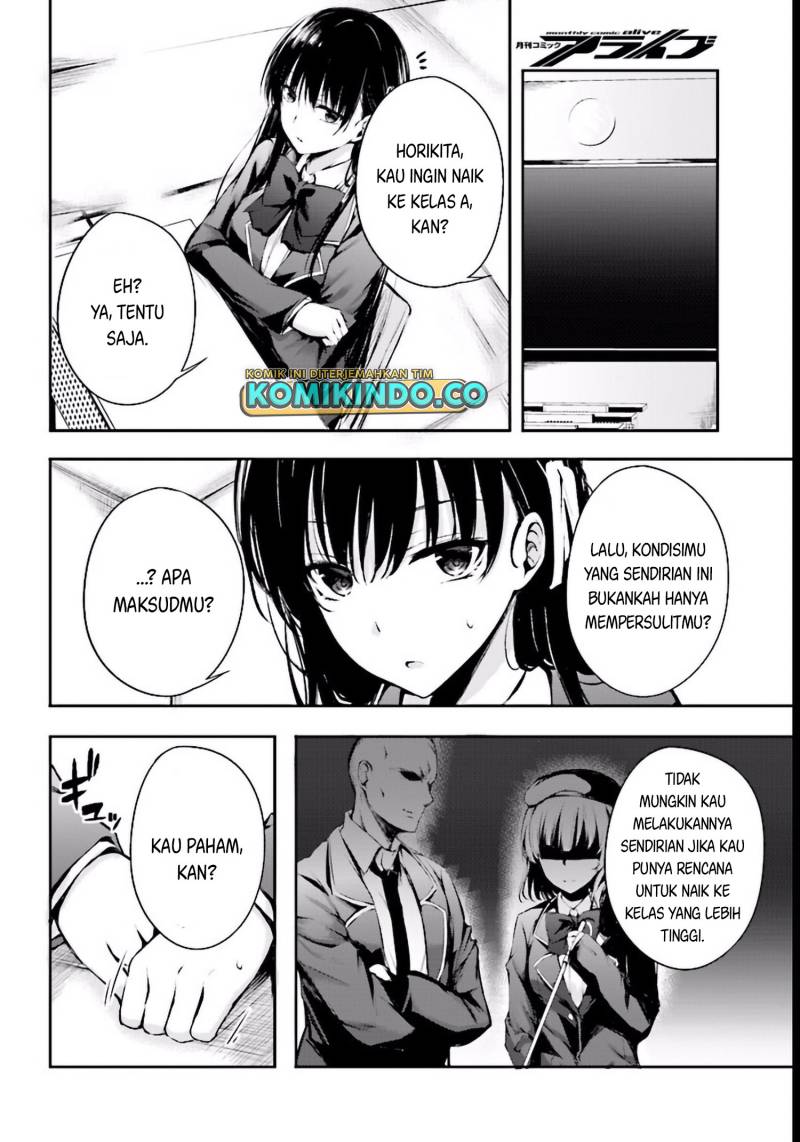 monthly comic alive
月刊コミック
アライブ
HORIKITA,
KAU INGIN NAIK
KE KELAS A,
KAN?
EH?
YA, TENTU
SAJA.
KOMIK INI DITERJEMAHKAN TIM
KOMIKINDO.CO
LALU, KONDISIMU
YANG SENDIRIAN INI
BUKANKAH HANYA
MEMPERSULITMU?
...? APA
MAKSUDMU?
TIDAK
MUNGKIN KAU
MELAKUKANNYA
SENDIRIAN JIKA KAU
PUNYA RENCANA
UNTUK NAIK KE
KELAS YANG LEBIH
TINGGI.
KAU PAHAM,
KAN?
ギュッ